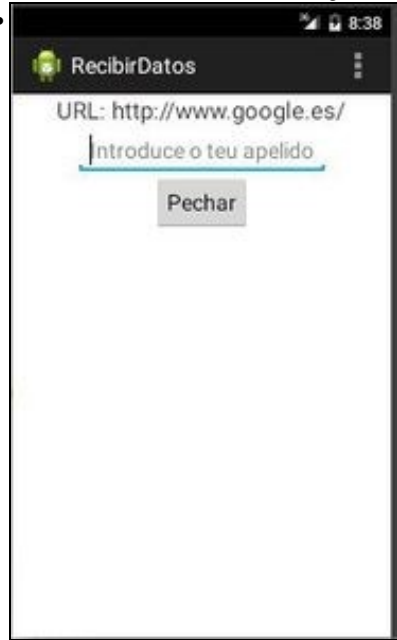 8:38
RecibirDatos
URL: http://www.google.es/
Introduce o teu apelido
Pechar